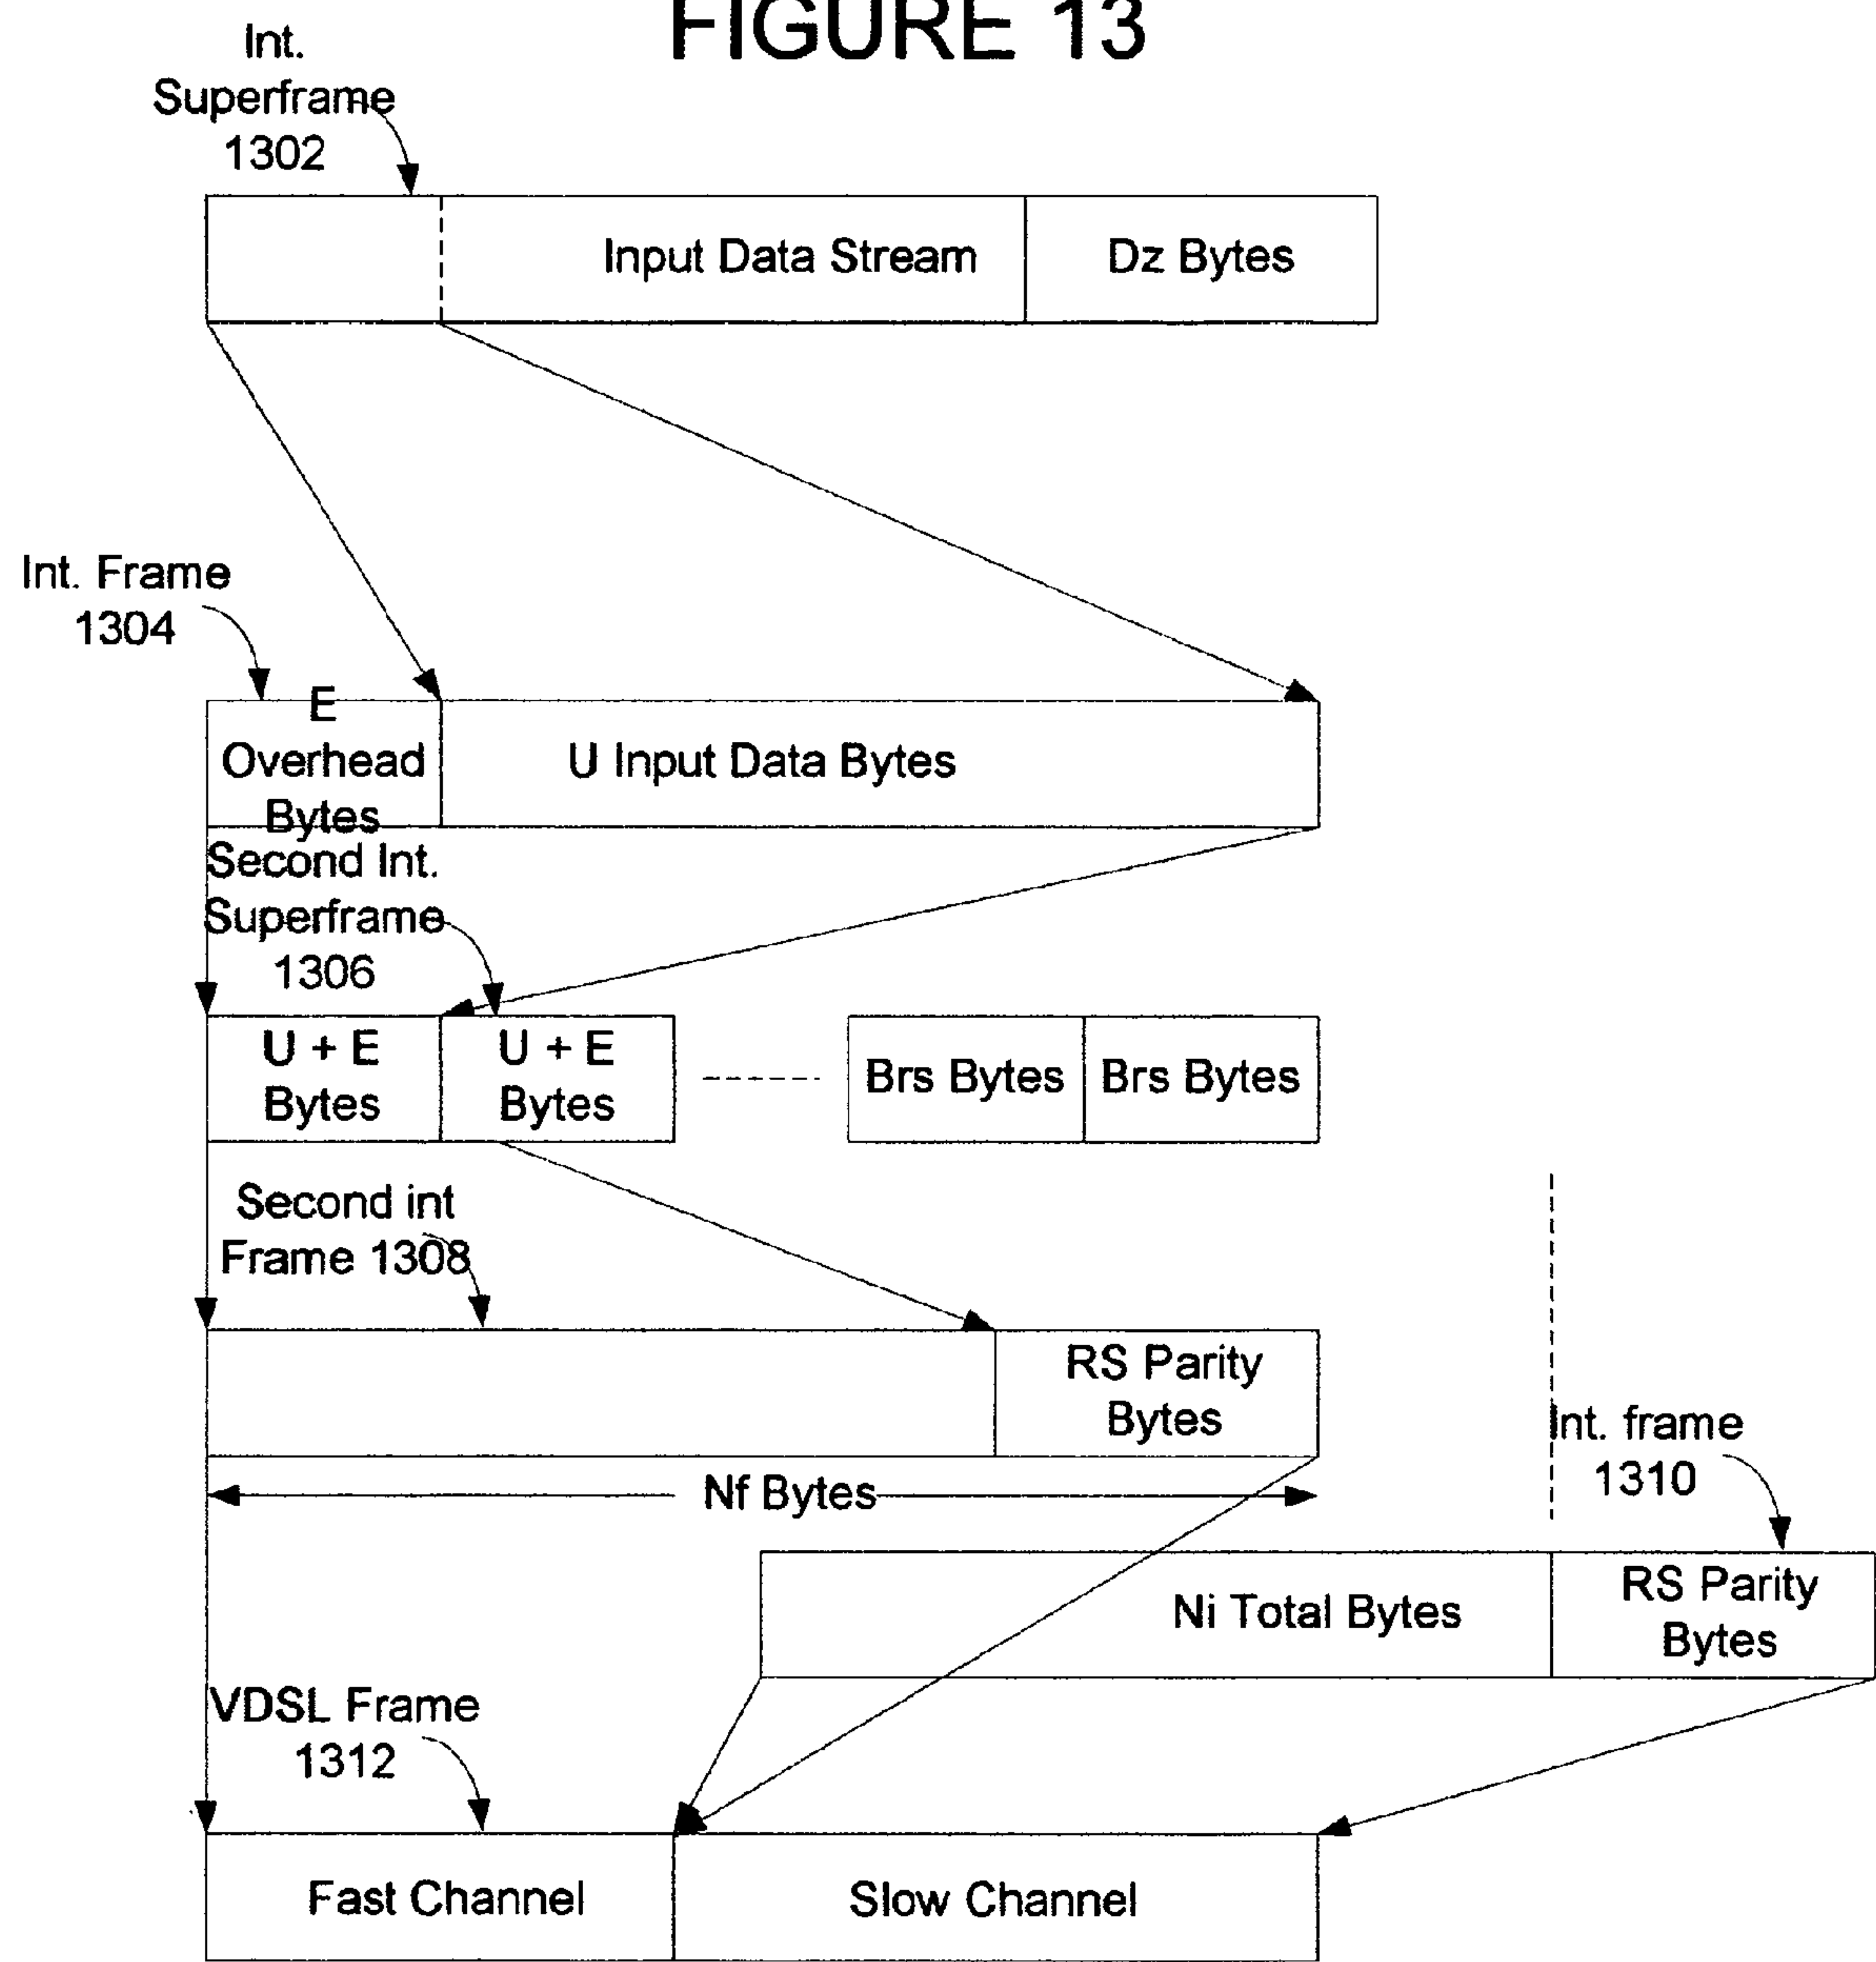 FIGURE 13
Int.
Superframe
1302
Input Data Stream
Dz Bytes
Int. Frame
1304
E
Overhead
Bytes
U Input Data Bytes
Second Int.
Superframe
1306
U + E
Bytes
U + E
Bytes
Brs Bytes
Brs Bytes
Second int
Frame 1308
RS Parity
Bytes
Nf Bytes
Int. frame
1310
Ni Total Bytes
RS Parity
Bytes
VDSL Frame
1312
Fast Channel
Slow Channel